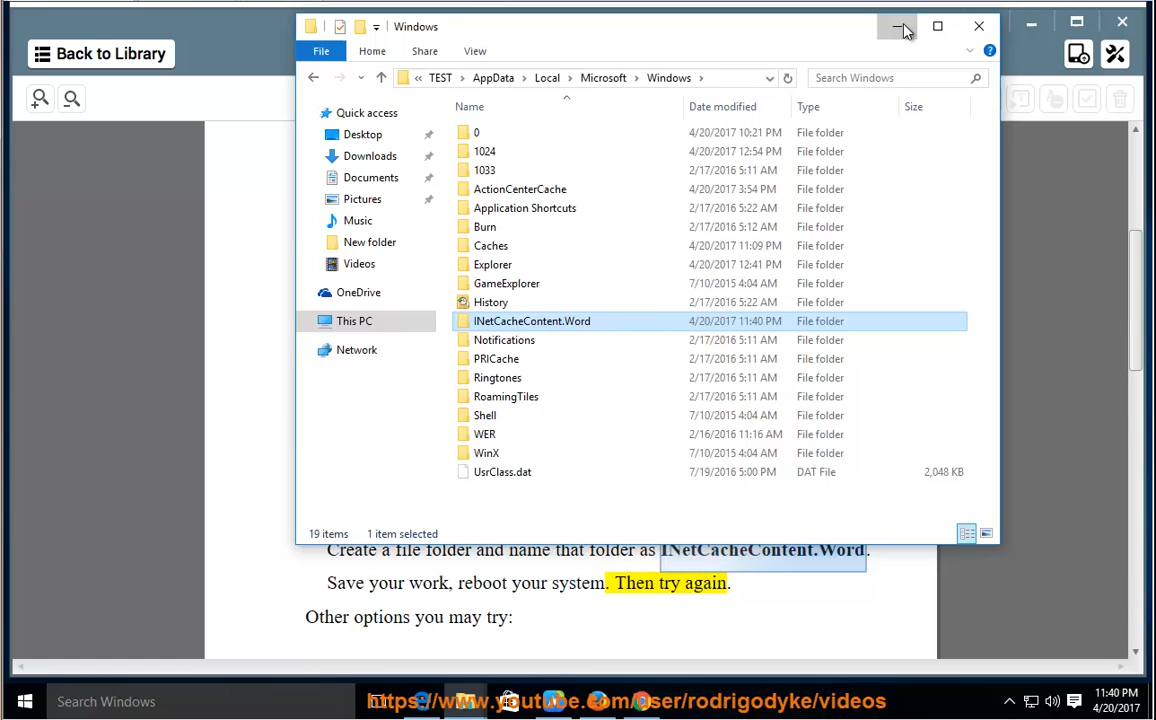 Windows
Back to Library
File Home Share View
« TEST › AppData › Local › Microsoft › Windows ›
Search Windows
Name Date modified Type Size
Quick access
Desktop
Downloads
Documents
Pictures
Music
New folder
Videos
OneDrive
This PC
Network
0 4/20/2017 10:21 PM File folder
1024 4/20/2017 12:54 PM File folder
1033 2/17/2016 5:11 AM File folder
ActionCenterCache 4/20/2017 3:54 PM File folder
Application Shortcuts 2/17/2016 5:22 AM File folder
Burn 2/17/2016 5:12 AM File folder
Caches 4/20/2017 11:09 PM File folder
Explorer 4/20/2017 12:41 PM File folder
GameExplorer 7/10/2015 4:04 AM File folder
History 2/17/2016 5:22 AM File folder
INetCacheContent.Word 4/20/2017 11:40 PM File folder
Notifications 2/17/2016 5:11 AM File folder
PRICache 2/17/2016 5:11 AM File folder
Ringtones 2/17/2016 5:11 AM File folder
RoamingTiles 2/17/2016 5:11 AM File folder
Shell 7/10/2015 4:04 AM File folder
WER 2/16/2016 11:16 AM File folder
WinX 7/10/2015 4:04 AM File folder
UsrClass.dat 7/19/2016 5:00 PM DAT File 2,048 KB
19 items 1 item selected
Create a file folder and name that folder as INetCacheContent.Word.
Save your work, reboot your system. Then try again.
Other options you may try:
Search Windows
https://www.youtube.com/user/rodrigodyke/videos
11:40 PM
4/20/2017